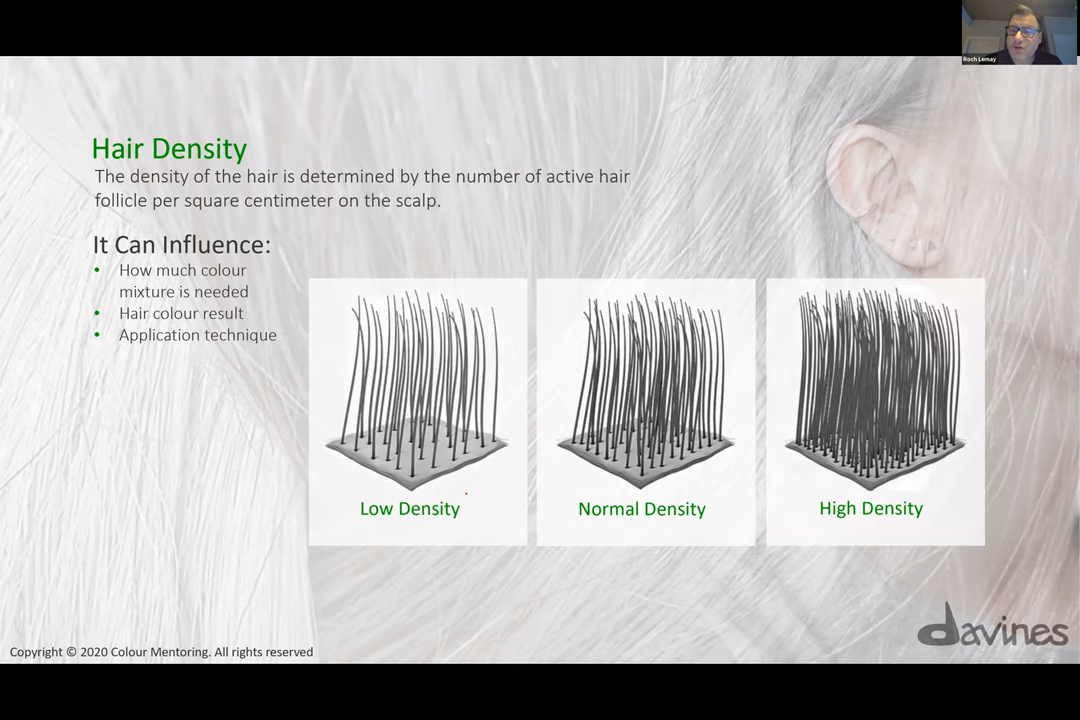 Roch Lemay
Hair Density
The density of the hair is determined by the number of active hair
follicle per square centimeter on the scalp.
It Can Influence:
• How much colour
mixture is needed
• Hair colour result
• Application technique
Low Density
Normal Density
High Density
davines
Copyright © 2020 Colour Mentoring. All rights reserved